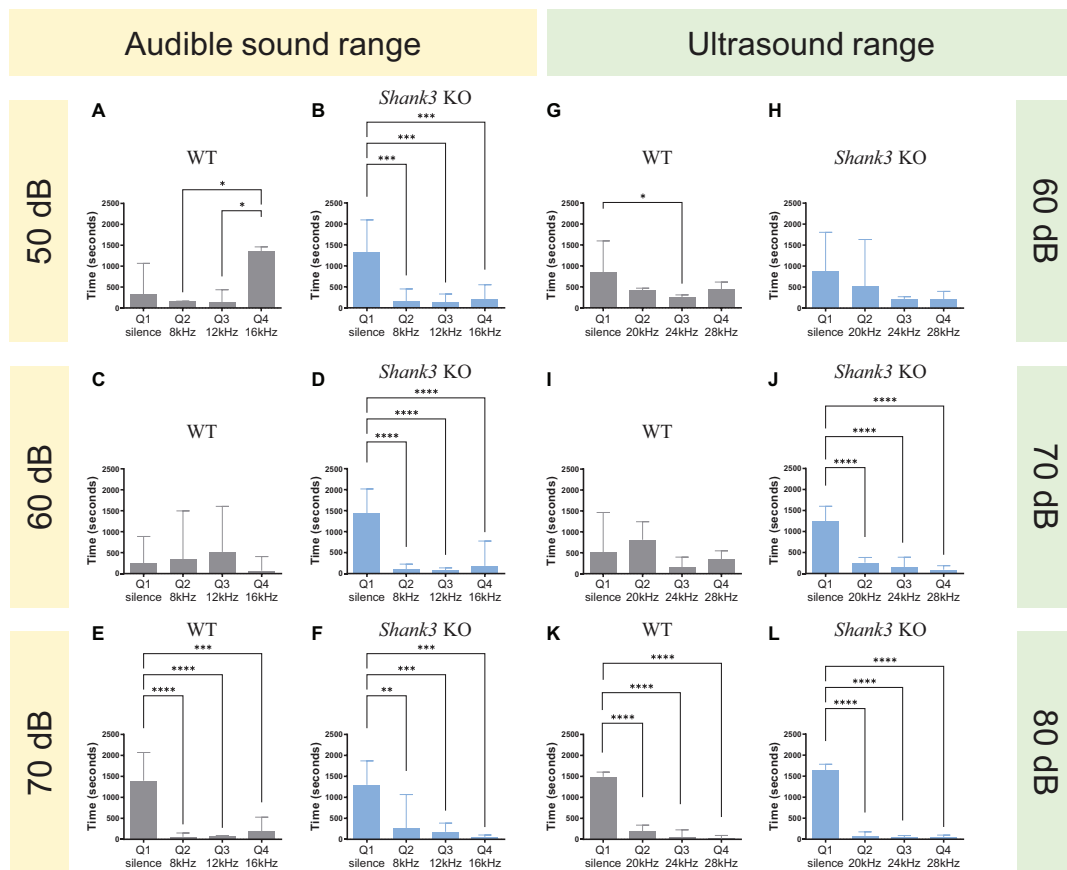 Audible sound range
Ultrasound range
50 dB
A
WT
*
*
Time (seconds)
2500
2000
1500
1000
500
0
Q1 Q2 Q3 Q4
silence 8kHz 12kHz 16kHz
B
Shank3 KO
***
***
***
Time (seconds)
2500
2000
1500
1000
500
0
Q1 Q2 Q3 Q4
silence 8kHz 12kHz 16kHz
G
WT
*
Time (seconds)
2500
2000
1500
1000
500
0
Q1 Q2 Q3 Q4
silence 20kHz 24kHz 28kHz
H
Shank3 KO
Time (seconds)
2500
2000
1500
1000
500
0
Q1 Q2 Q3 Q4
silence 20kHz 24kHz 28kHz
60 dB
60 dB
C
WT
Time (seconds)
2500
2000
1500
1000
500
0
Q1 Q2 Q3 Q4
silence 8kHz 12kHz 16kHz
D
Shank3 KO
****
****
****
Time (seconds)
2500
2000
1500
1000
500
0
Q1 Q2 Q3 Q4
silence 8kHz 12kHz 16kHz
I
WT
Time (seconds)
2500
2000
1500
1000
500
0
Q1 Q2 Q3 Q4
silence 20kHz 24kHz 28kHz
J
Shank3 KO
****
****
****
Time (seconds)
2500
2000
1500
1000
500
0
Q1 Q2 Q3 Q4
silence 20kHz 24kHz 28kHz
70 dB
70 dB
E
WT
***
****
****
Time (seconds)
2500
2000
1500
1000
500
0
Q1 Q2 Q3 Q4
silence 8kHz 12kHz 16kHz
F
Shank3 KO
***
***
**
Time (seconds)
2500
2000
1500
1000
500
0
Q1 Q2 Q3 Q4
silence 8kHz 12kHz 16kHz
K
WT
****
****
****
Time (seconds)
2500
2000
1500
1000
500
0
Q1 Q2 Q3 Q4
silence 20kHz 24kHz 28kHz
L
Shank3 KO
****
****
****
Time (seconds)
2500
2000
1500
1000
500
0
Q1 Q2 Q3 Q4
silence 20kHz 24kHz 28kHz
80 dB